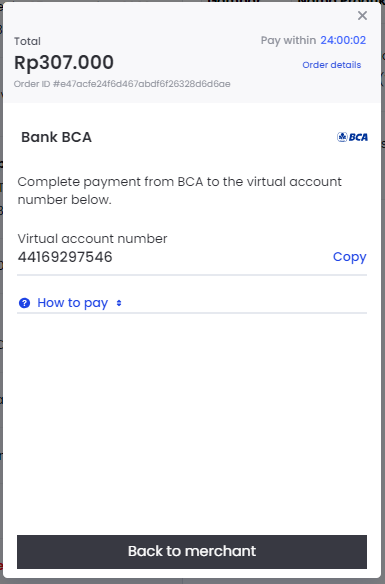 Total
Pay within 24:00:02
Rp307.000
Order details
Order ID #e47acfe24f6d467abdf6f26328d6d6ae
Bank BCA
BCA
Complete payment from BCA to the virtual account
number below.
Virtual account number
44169297546
Copy
How to pay
Back to merchant